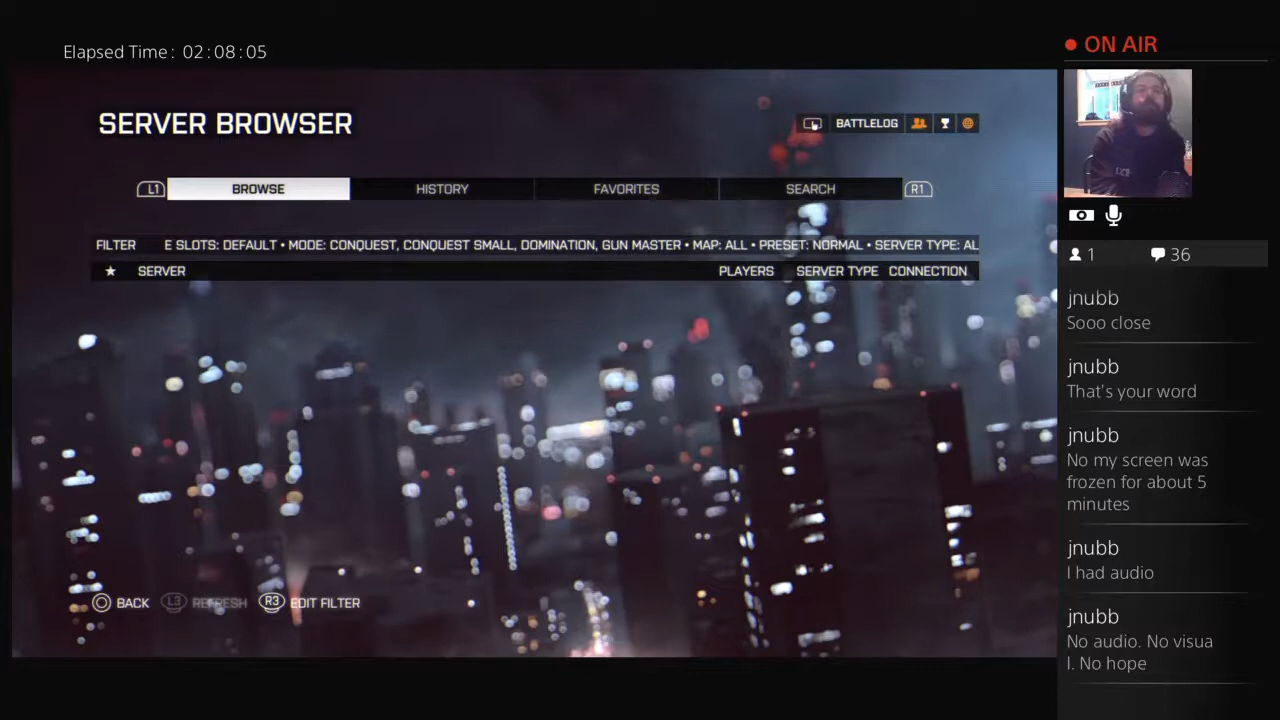 Elapsed Time: 02:08:05
ON AIR
SERVER BROWSER
BATTLELOG
L1 BROWSE HISTORY FAVORITES SEARCH R1
FILTER E SLOTS: DEFAULT • MODE: CONQUEST, CONQUEST SMALL, DOMINATION, GUN MASTER • MAP: ALL • PRESET: NORMAL • SERVER TYPE: AL
★ SERVER PLAYERS SERVER TYPE CONNECTION
BACK L3 REFRESH R3 EDIT FILTER
1 36
jnubb
Sooo close
jnubb
That's your word
jnubb
No my screen was
frozen for about 5
minutes
jnubb
I had audio
jnubb
No audio. No visua
l. No hope